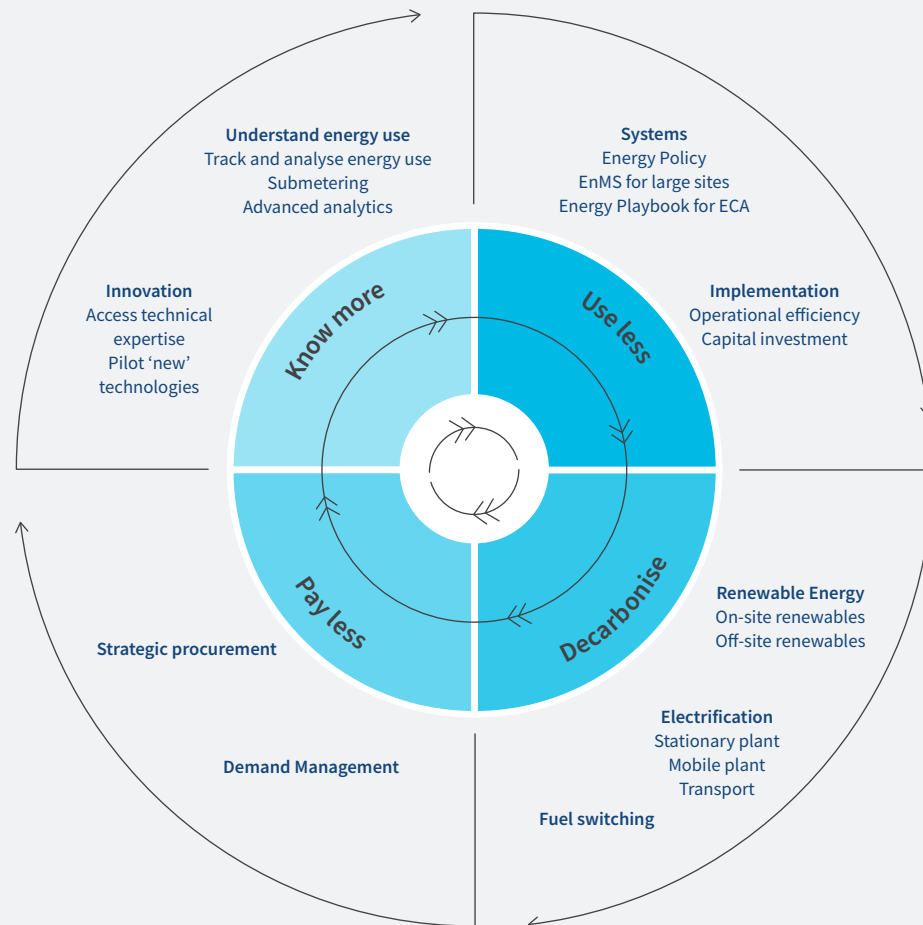 Understand energy use
Track and analyse energy use
Submetering
Advanced analytics
Innovation
Access technical
expertise
Pilot ‘new’
technologies
Know more
Systems
Energy Policy
EnMS for large sites
Energy Playbook for ECA
Implementation
Operational efficiency
Capital investment
Use less
Renewable Energy
On-site renewables
Off-site renewables
Electrification
Stationary plant
Mobile plant
Transport
Fuel switching
Decarbonise
Strategic procurement
Demand Management
Pay less